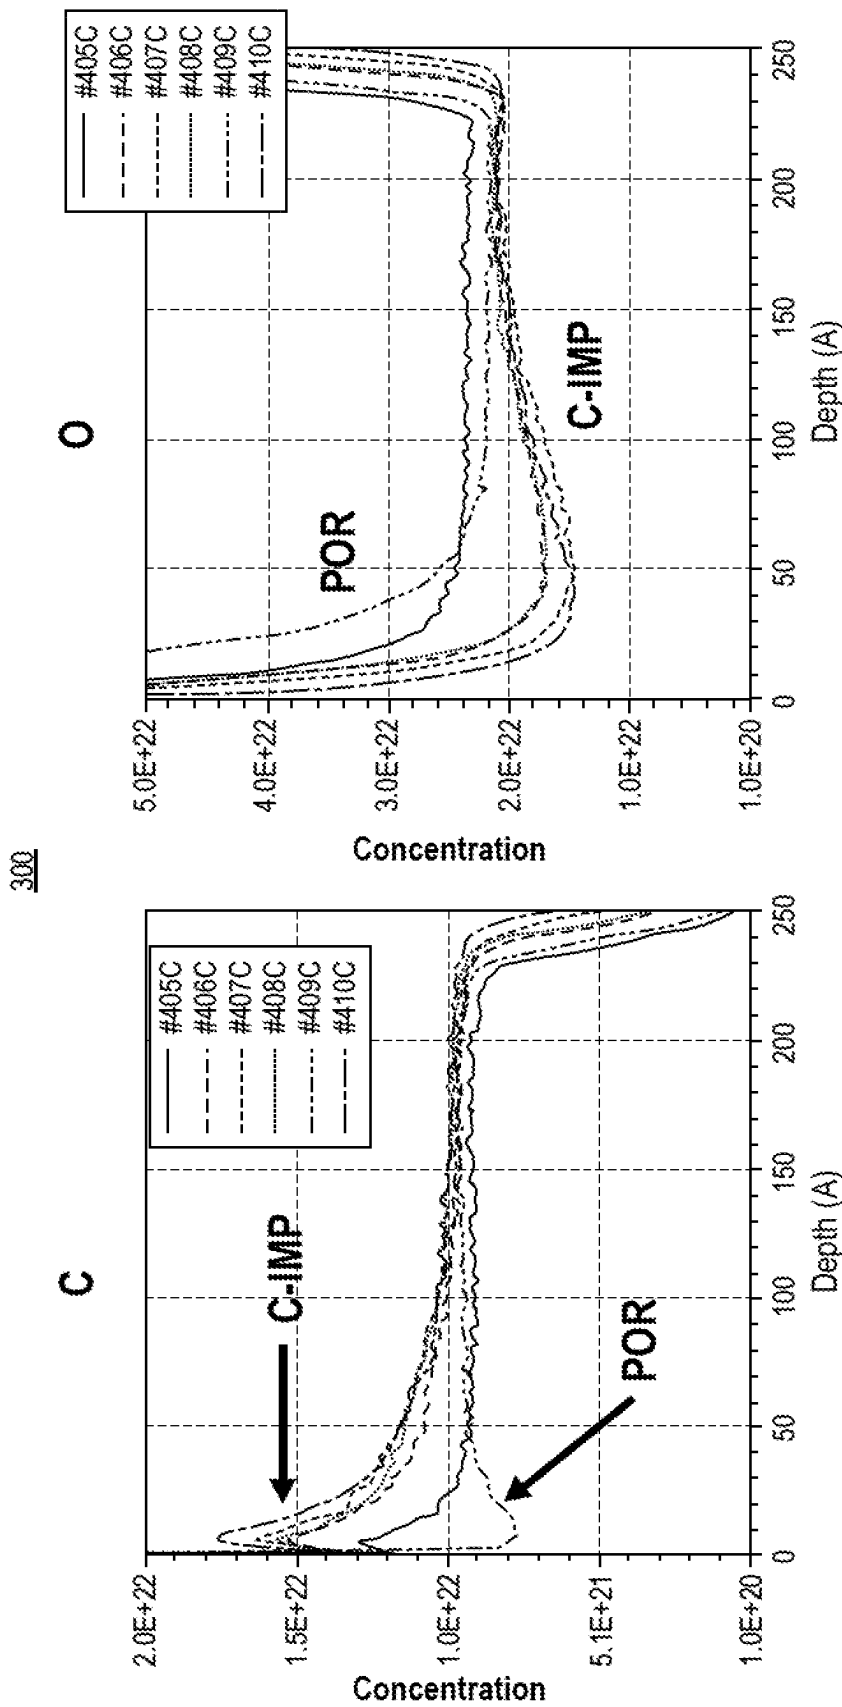 300
C
2.0E+22
1.5E+22
1.0E+22
5.1E+21
1.0E+20
Concentration
0
50
100
150
200
250
Depth (A)
C-IMP
POR
#405C
#406C
#407C
#408C
#409C
#410C
O
5.0E+22
4.0E+22
3.0E+22
2.0E+22
1.0E+22
1.0E+20
Concentration
0
50
100
150
200
250
Depth (A)
POR
C-IMP
#405C
#406C
#407C
#408C
#409C
#410C